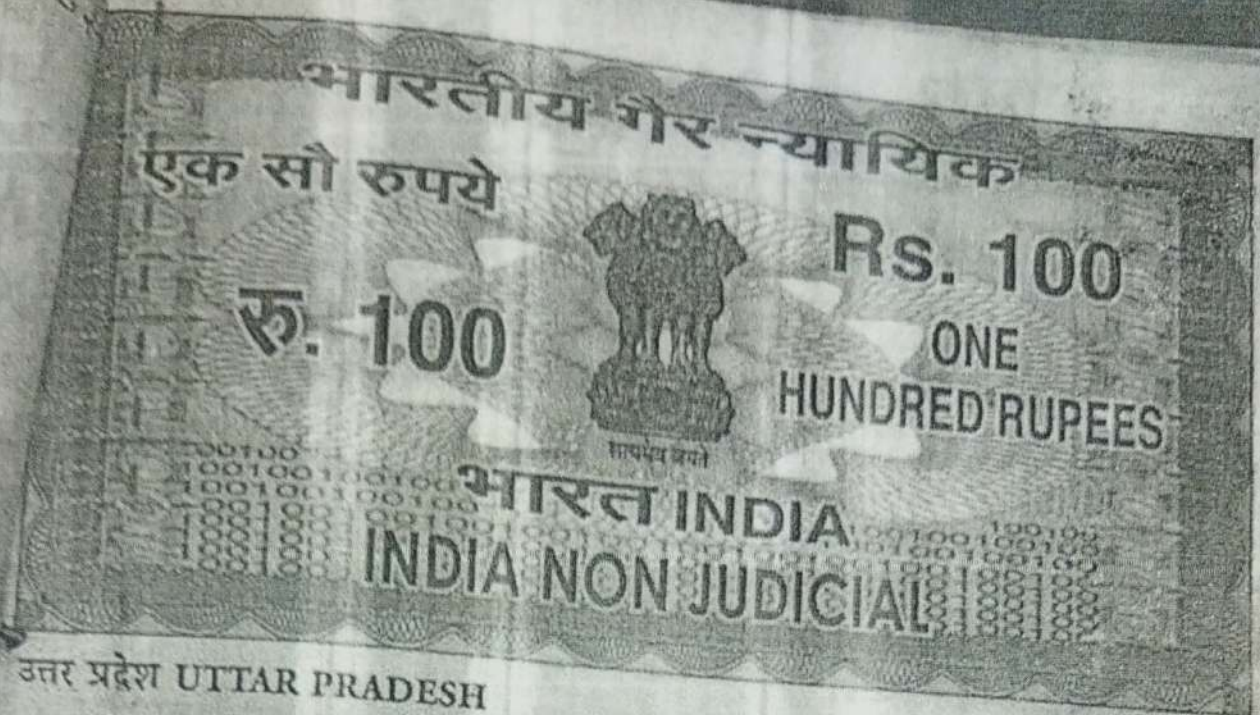 भारतीय गैर न्यायिक
एक सौ रुपये
रु. 100
Rs. 100
ONE
HUNDRED RUPEES
सत्यमेव जयते
भारत INDIA
INDIA NON JUDICIAL
उत्तर प्रदेश UTTAR PRADESH